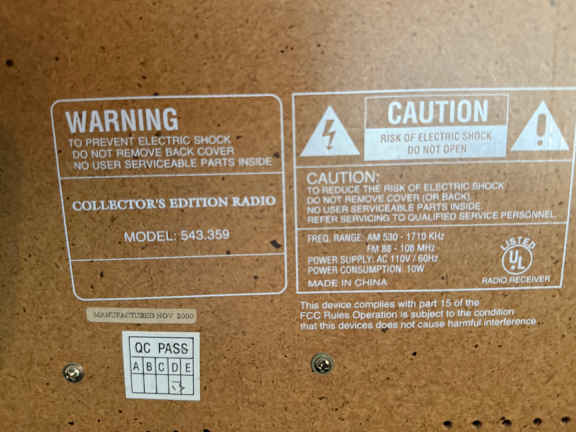 WARNING
TO PREVENT ELECTRIC SHOCK
DO NOT REMOVE BACK COVER
NO USER SERVICEABLE PARTS INSIDE
COLLECTOR'S EDITION RADIO
MODEL: 543.359
MANUFACTURED NOV 2000
QC PASS
A B C D E
CAUTION
RISK OF ELECTRIC SHOCK
DO NOT OPEN
CAUTION:
TO REDUCE THE RISK OF ELECTRIC SHOCK
DO NOT REMOVE COVER (OR BACK)
NO USER SERVICEABLE PARTS INSIDE
REFER SERVICING TO QUALIFIED SERVICE PERSONNEL
FREQ. RANGE: AM 530 - 1710 KHz
FM 88 - 108 MHz
POWER SUPPLY: AC 110V / 60Hz
POWER CONSUMPTION: 10W
MADE IN CHINA
LISTED
UL
RADIO RECEIVER
This device complies with part 15 of the
FCC Rules Operation is subject to the condition
that this devices does not cause harmful interference